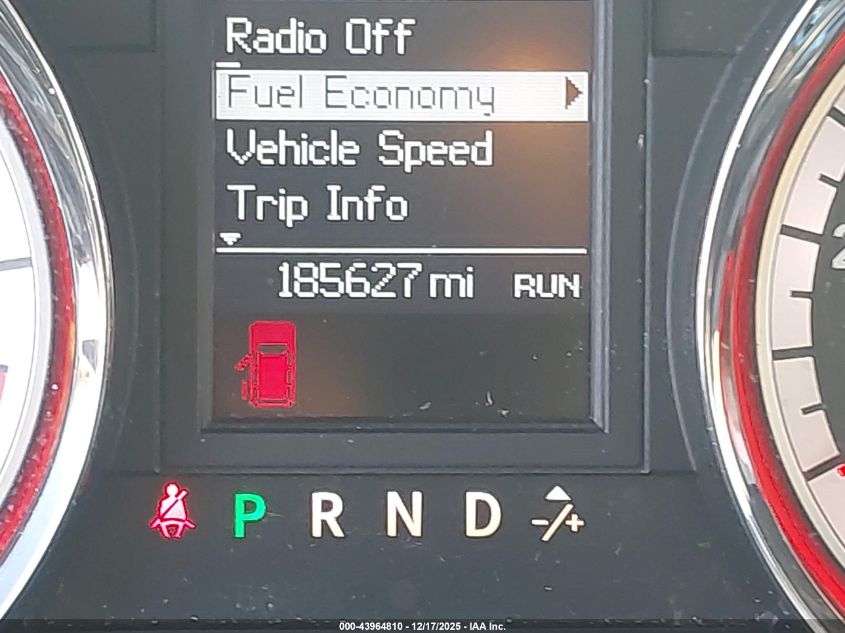 Radio Off
Fuel Economy
Vehicle Speed
Trip Info
185627 mi RUN
P R N D -/+
000-43964810 - 12/17/2025 - IAA Inc.